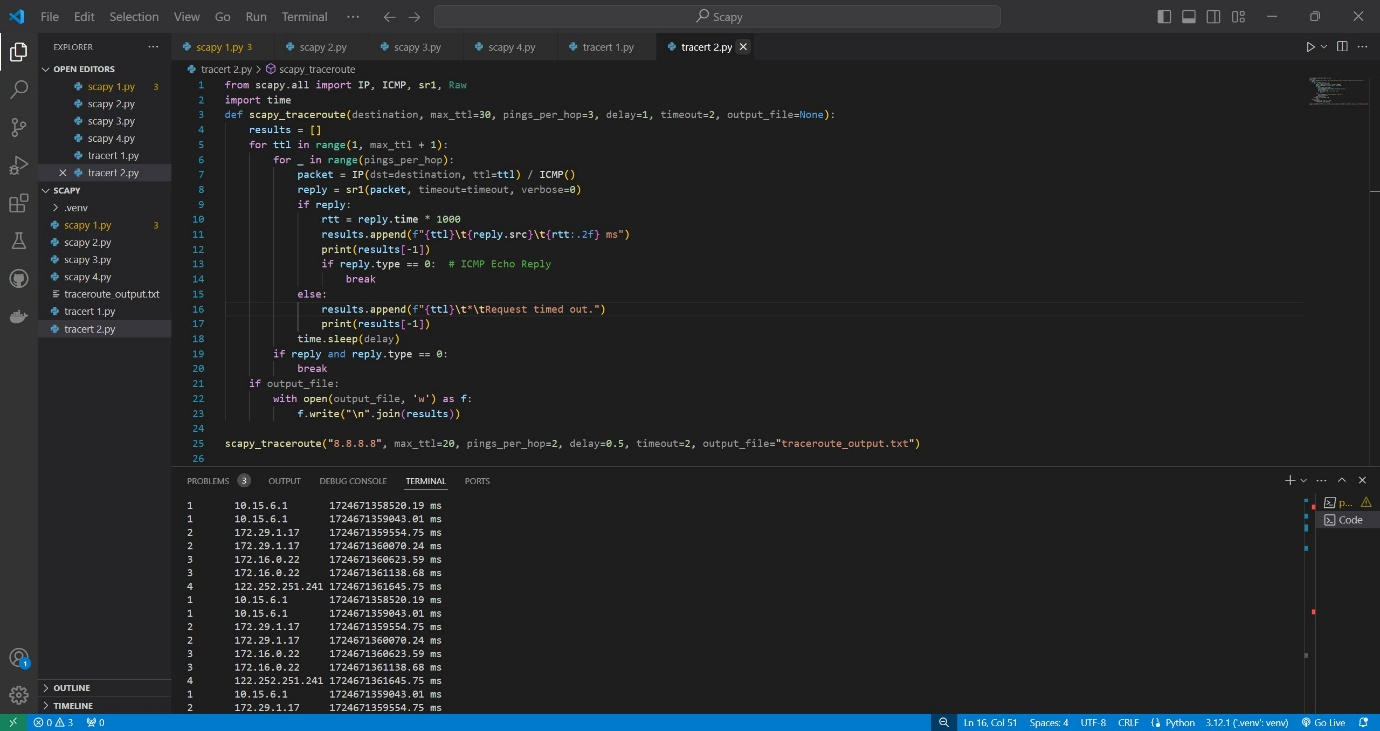 File Edit Selection View Go Run Terminal ··· Scapy
EXPLORER ···
scapy 1.py 3 scapy 2.py scapy 3.py scapy 4.py tracert 1.py tracert 2.py
OPEN EDITORS
scapy 1.py 3
scapy 2.py
scapy 3.py
scapy 4.py
tracert 1.py
tracert 2.py
SCAPY
.venv
scapy 1.py 3
scapy 2.py
scapy 3.py
scapy 4.py
traceroute_output.txt
tracert 1.py
tracert 2.py
OUTLINE
TIMELINE
tracert 2.py > scapy_traceroute
1 from scapy.all import IP, ICMP, sr1, Raw
2 import time
3 def scapy_traceroute(destination, max_ttl=30, pings_per_hop=3, delay=1, timeout=2, output_file=None):
4 results = []
5 for ttl in range(1, max_ttl + 1):
6 for _ in range(pings_per_hop):
7 packet = IP(dst=destination, ttl=ttl) / ICMP()
8 reply = sr1(packet, timeout=timeout, verbose=0)
9 if reply:
10 rtt = reply.time * 1000
11 results.append(f"{ttl}\t{reply.src}\t{rtt:.2f} ms")
12 print(results[-1])
13 if reply.type == 0: # ICMP Echo Reply
14 break
15 else:
16 results.append(f"{ttl}\t*\tRequest timed out.")
17 print(results[-1])
18 time.sleep(delay)
19 if reply and reply.type == 0:
20 break
21 if output_file:
22 with open(output_file, 'w') as f:
23 f.write("\n".join(results))
24
25 scapy_traceroute("8.8.8.8", max_ttl=20, pings_per_hop=2, delay=0.5, timeout=2, output_file="traceroute_output.txt")
26
PROBLEMS 3 OUTPUT DEBUG CONSOLE TERMINAL PORTS
1 10.15.6.1 1724671358520.19 ms
1 10.15.6.1 1724671359043.01 ms
2 172.29.1.17 1724671359554.75 ms
2 172.29.1.17 1724671360070.24 ms
3 172.16.0.22 1724671360623.59 ms
3 172.16.0.22 1724671361138.68 ms
4 122.252.251.241 1724671361645.75 ms
1 10.15.6.1 1724671358520.19 ms
1 10.15.6.1 1724671359043.01 ms
2 172.29.1.17 1724671359554.75 ms
2 172.29.1.17 1724671360070.24 ms
3 172.16.0.22 1724671360623.59 ms
3 172.16.0.22 1724671361138.68 ms
4 122.252.251.241 1724671361645.75 ms
1 10.15.6.1 1724671359043.01 ms
2 172.29.1.17 1724671359554.75 ms
p...
Code
1
0 3 0 Ln 16, Col 51 Spaces: 4 UTF-8 CRLF Python 3.12.1 ('.venv': venv) Go Live